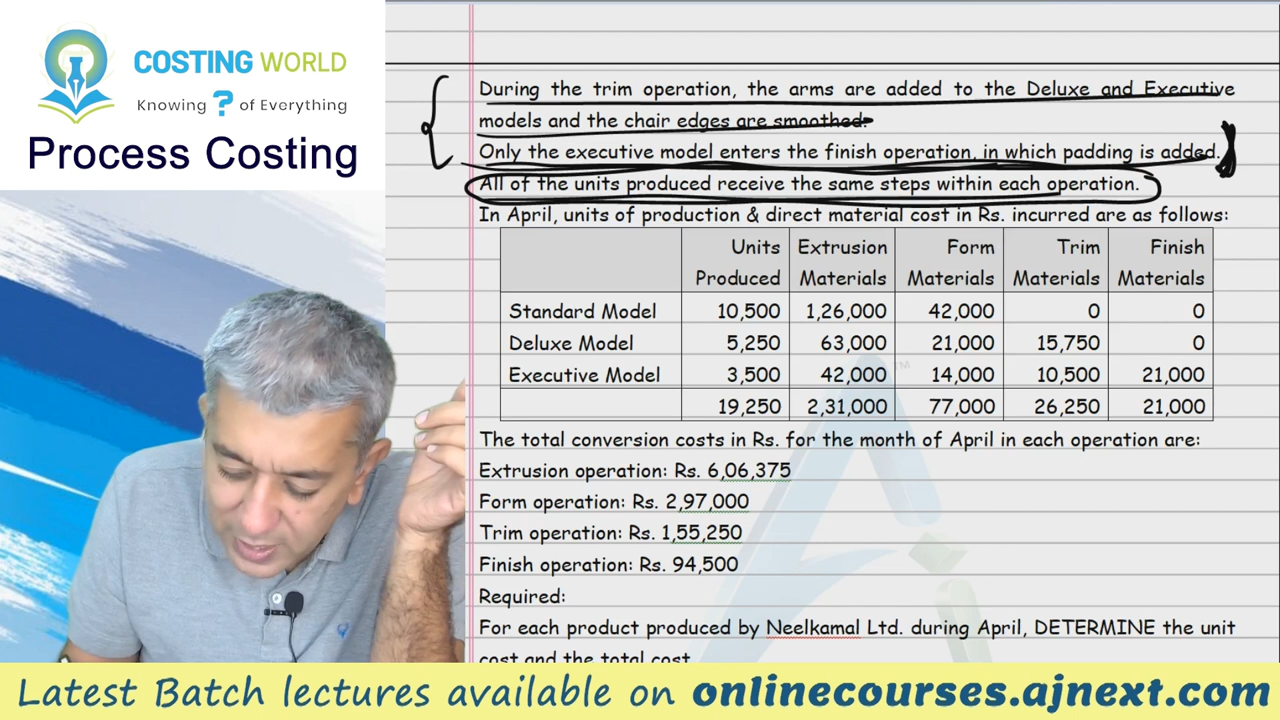 COSTING WORLD
Knowing ? of Everything
Process Costing
During the trim operation, the arms are added to the Deluxe and Executive
models and the chair edges are smoothed.
Only the executive model enters the finish operation, in which padding is added.
All of the units produced receive the same steps within each operation.
In April, units of production & direct material cost in Rs. incurred are as follows:
Units Extrusion Form Trim Finish
Produced Materials Materials Materials Materials
Standard Model 10,500 1,26,000 42,000 0 0
Deluxe Model 5,250 63,000 21,000 15,750 0
Executive Model 3,500 42,000 14,000 10,500 21,000
19,250 2,31,000 77,000 26,250 21,000
The total conversion costs in Rs. for the month of April in each operation are:
Extrusion operation: Rs. 6,06,375
Form operation: Rs. 2,97,000
Trim operation: Rs. 1,55,250
Finish operation: Rs. 94,500
Required:
For each product produced by Neelkamal Ltd. during April, DETERMINE the unit
cost and the total cost
Latest Batch lectures available on onlinecourses.ajnext.com